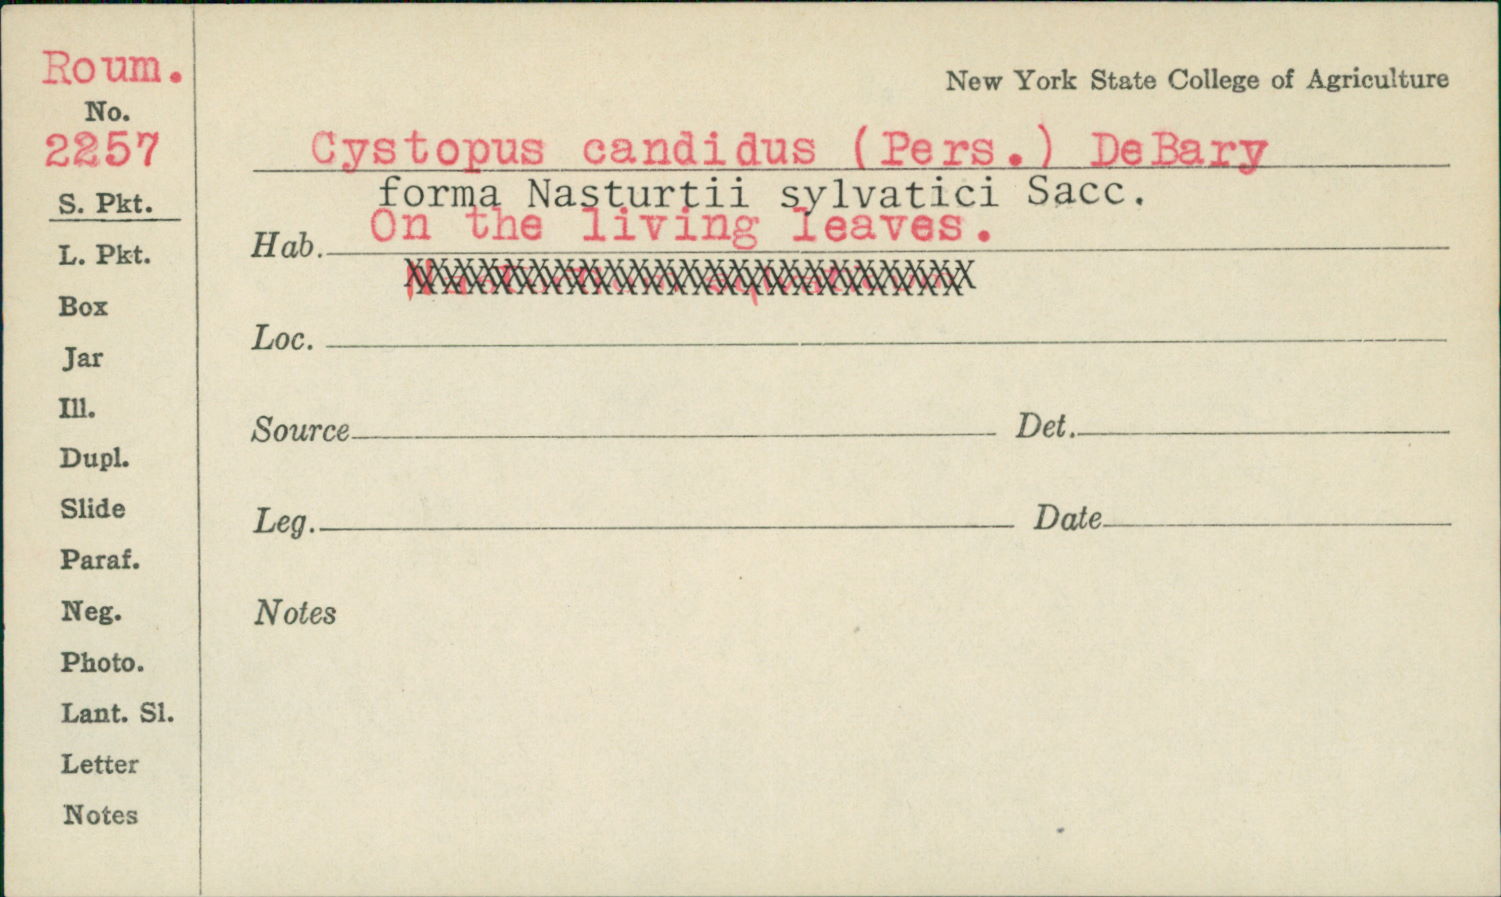 Roum.
New York State College of Agriculture
No.
2257
Cystopus candidus (Pers.) DeBary
forma Nasturtii sylvatici Sacc.
S. Pkt.
Hab. On the living leaves.
L. Pkt.
Box
Loc.
Jar
Ill.
Source Det.
Dupl.
Slide
Leg. Date
Paraf.
Neg.
Notes
Photo.
Lant. Sl.
Letter
Notes